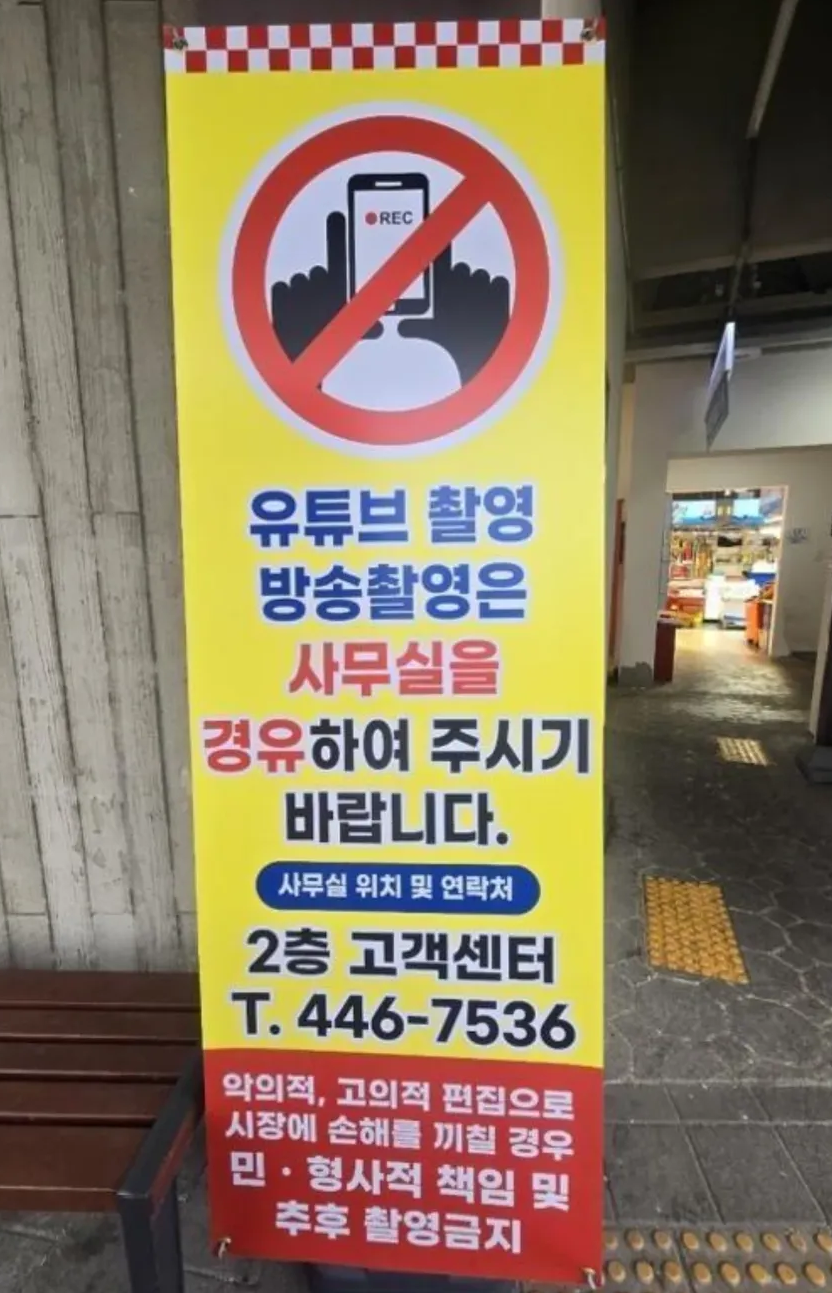 REC
유튜브 촬영
방송촬영은
사무실을
경유하여 주시기
바랍니다.
사무실 위치 및 연락처
2층 고객센터
T. 446-7536
악의적, 고의적 편집으로
시장에 손해를 끼칠 경우
민 · 형사적 책임 및
추후 촬영금지